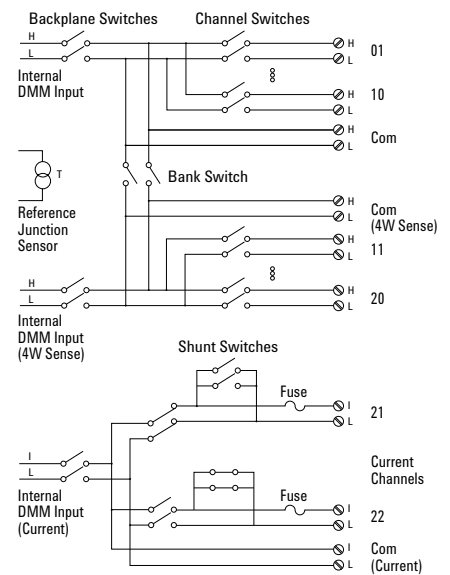 Backplane Switches Channel Switches
H H 01
L L
Internal
DMM Input
H 10
L
H Com
L
T
Bank Switch
Reference
Junction
Sensor
H Com
L (4W Sense)
H 11
L
H H 20
L L
Internal
DMM Input
(4W Sense)
Shunt Switches
Fuse
I 21
L
I
L
Current
Channels
Internal
DMM Input
(Current)
Fuse
I 22
L
I Com
L (Current)